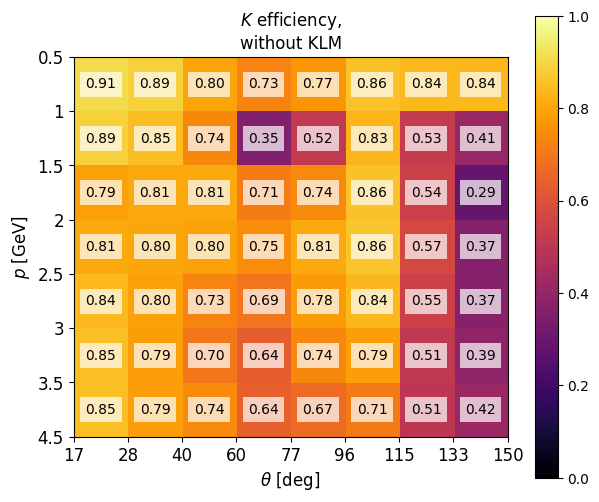 K efficiency,
without KLM
0.5
0.91 0.89 0.80 0.73 0.77 0.86 0.84 0.84
1
0.89 0.85 0.74 0.35 0.52 0.83 0.53 0.41
1.5
0.79 0.81 0.81 0.71 0.74 0.86 0.54 0.29
2
0.81 0.80 0.80 0.75 0.81 0.86 0.57 0.37
2.5
0.84 0.80 0.73 0.69 0.78 0.84 0.55 0.37
3
0.85 0.79 0.70 0.64 0.74 0.79 0.51 0.39
3.5
0.85 0.79 0.74 0.64 0.67 0.71 0.51 0.42
4.5
p [GeV]
17 28 40 60 77 96 115 133 150
θ [deg]
1.0
0.8
0.6
0.4
0.2
0.0